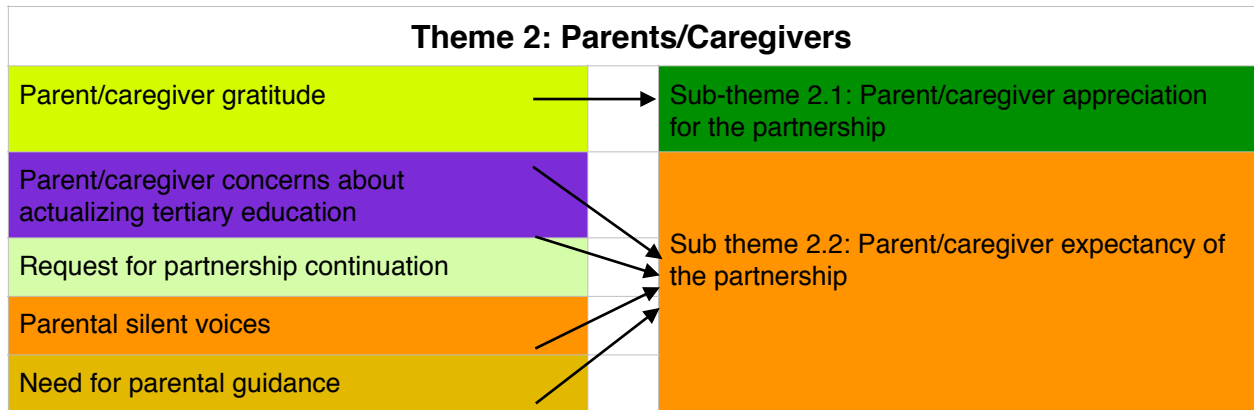 Theme 2: Parents/Caregivers
Parent/caregiver gratitude
Sub-theme 2.1: Parent/caregiver appreciation
for the partnership
Parent/caregiver concerns about
actualizing tertiary education
Request for partnership continuation
Parental silent voices
Need for parental guidance
Sub theme 2.2: Parent/caregiver expectancy of
the partnership